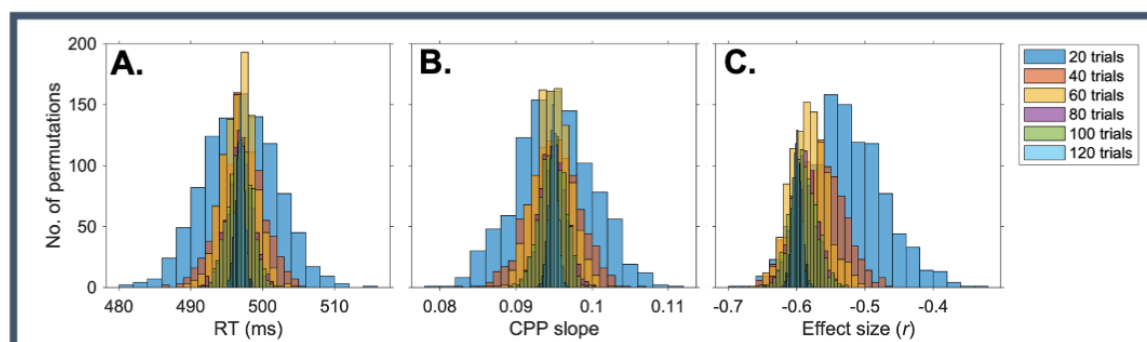 A.
B.
C.
200
150
100
50
0
No. of permutations
480 490 500 510
RT (ms)
0.08 0.09 0.1 0.11
CPP slope
-0.7 -0.6 -0.5 -0.4
Effect size (r)
20 trials
40 trials
60 trials
80 trials
100 trials
120 trials